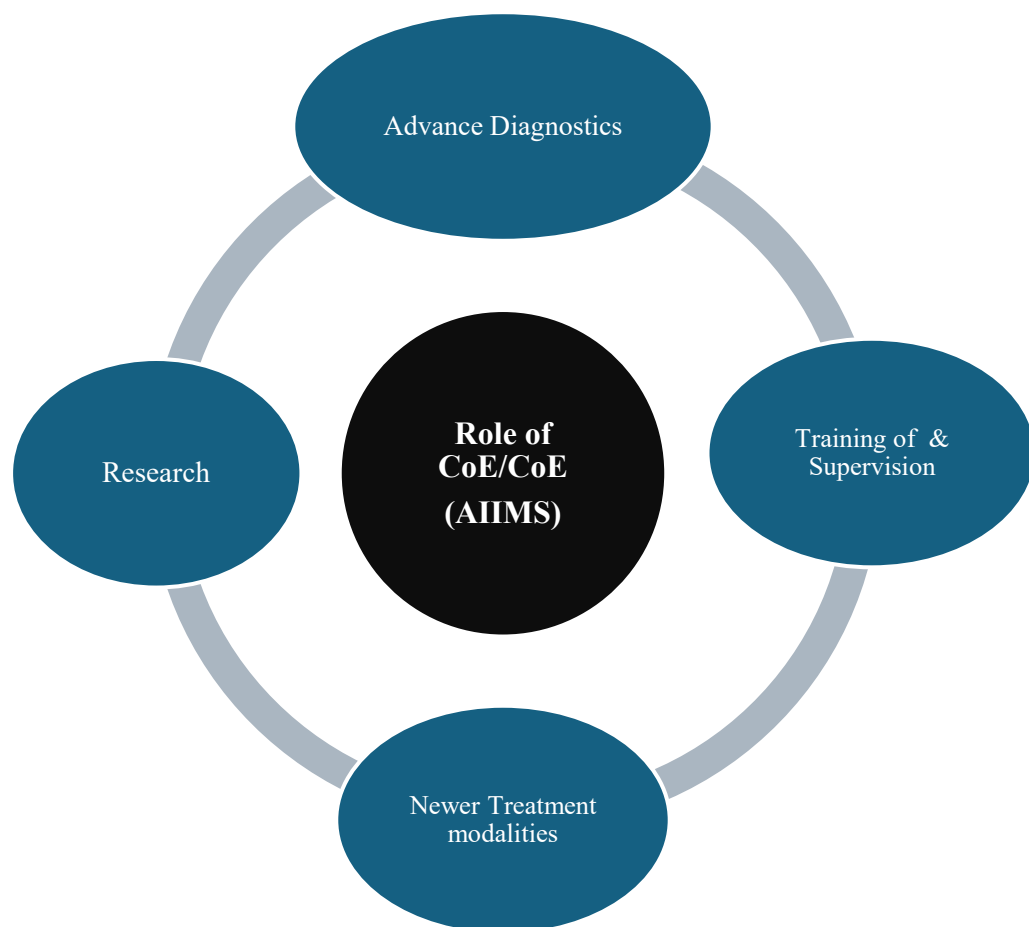 Advance Diagnostics
Role of
CoE/CoE
(AIIMS)
Training of  &
Supervision
Research
Newer Treatment
modalities